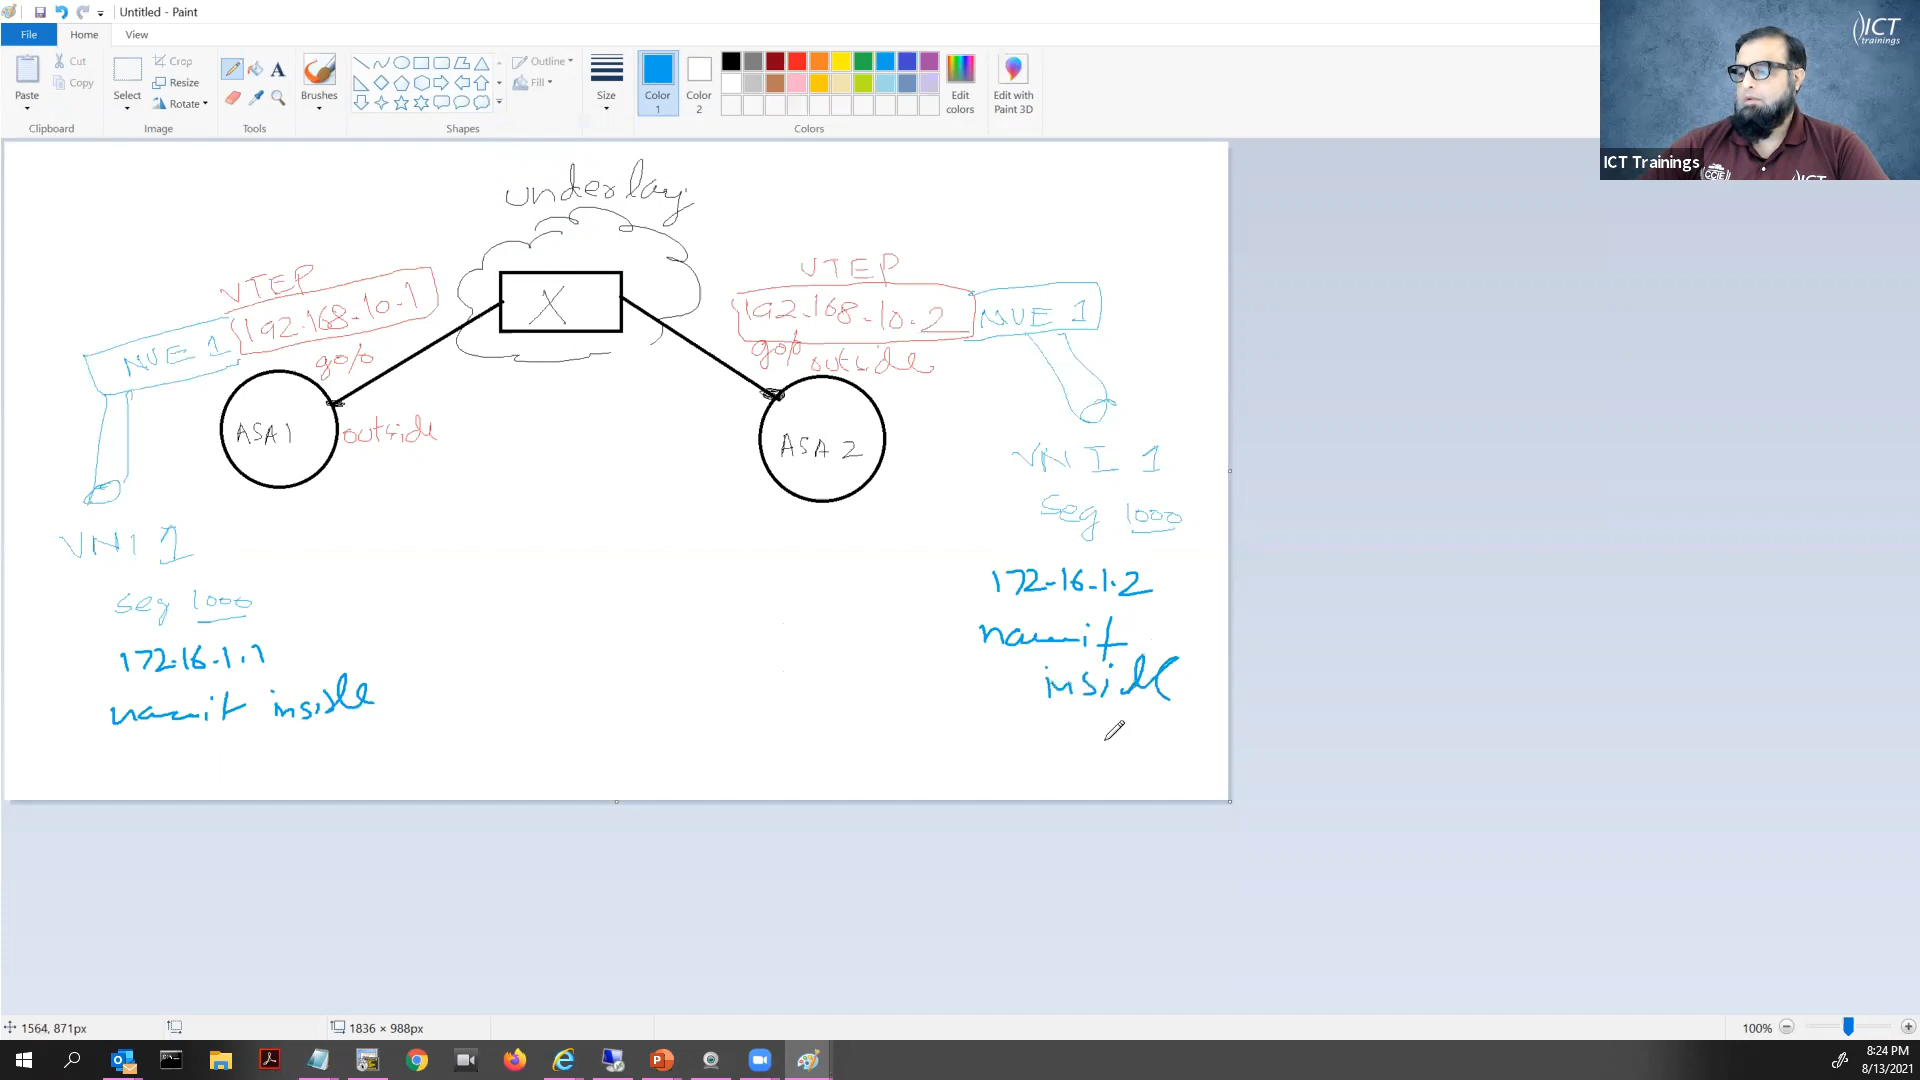 Untitled - Paint
File
Home
View
Paste
Cut
Copy
Clipboard
Select
Crop
Resize
Rotate
Image
Tools
Brushes
Shapes
Outline
Fill
Size
Color 1
Color 2
Edit colors
Colors
Edit with Paint 3D
ICT trainings
ICT Trainings
CCIE
ICT
underlay
X
VTEP
192.168.10.1
NVE 1
g0/0
ASA1
outside
VNI 1
seg 1000
172.16.1.1
nameif inside
VTEP
192.168.10.2
NVE 1
g0/0
outside
ASA 2
VNI 1
seg 1000
172.16.1.2
nameif
inside
1564, 871px
1836 × 988px
100%
8:24 PM
8/13/2021